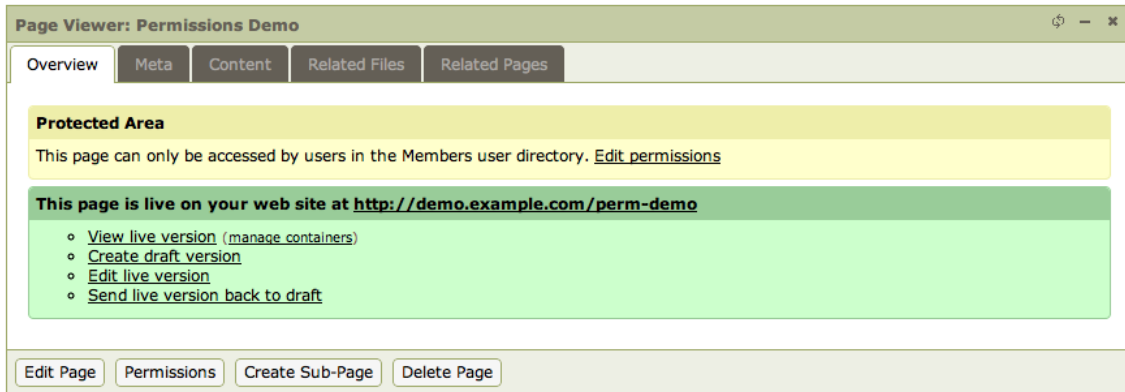 Page Viewer: Permissions Demo
Overview Meta Content Related Files Related Pages
Protected Area
This page can only be accessed by users in the Members user directory. Edit permissions
This page is live on your web site at http://demo.example.com/perm-demo
View live version (manage containers)
Create draft version
Edit live version
Send live version back to draft
Edit Page Permissions Create Sub-Page Delete Page